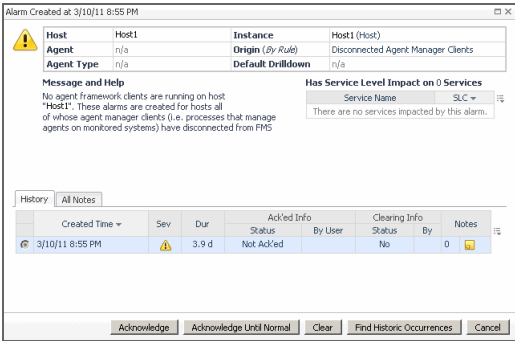 Alarm Created at 3/10/11 8:55 PM
Host Host1 Instance Host1 (Host)
Agent n/a Origin (By Rule) Disconnected Agent Manager Clients
Agent Type n/a Default Drilldown n/a
Message and Help
No agent framework clients are running on host
"Host1". These alarms are created for hosts all
of whose agent manager clients (i.e. processes that manage
agents on monitored systems) have disconnected from FMS
Has Service Level Impact on 0 Services
Service Name SLC
There are no services impacted by this alarm.
History All Notes
Created Time Sev Dur Ack'ed Info Clearing Info Notes
Status By User Status By
3/10/11 8:55 PM 3.9 d Not Ack'ed No 0
Acknowledge Acknowledge Until Normal Clear Find Historic Occurrences Cancel